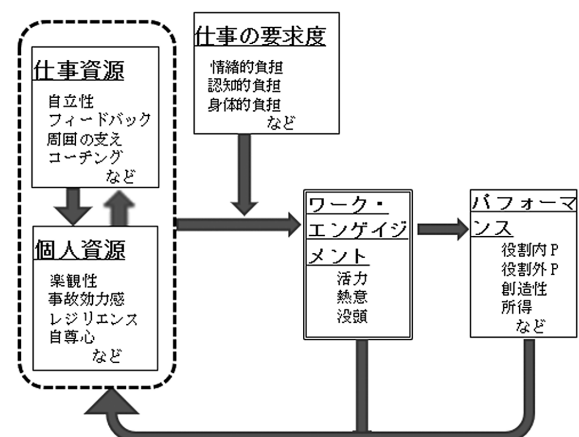 仕事資源
自立性
フィードバック
周囲の支え
コーチング
など
個人資源
楽観性
事故効力感
レジリエンス
自尊心
など
仕事の要求度
情緒的負担
認知的負担
身体的負担
など
ワーク・
エンゲイジ
メント
活力
熱意
没頭
パフォーマ
ンス
役割内P
役割外P
創造性
所得
など